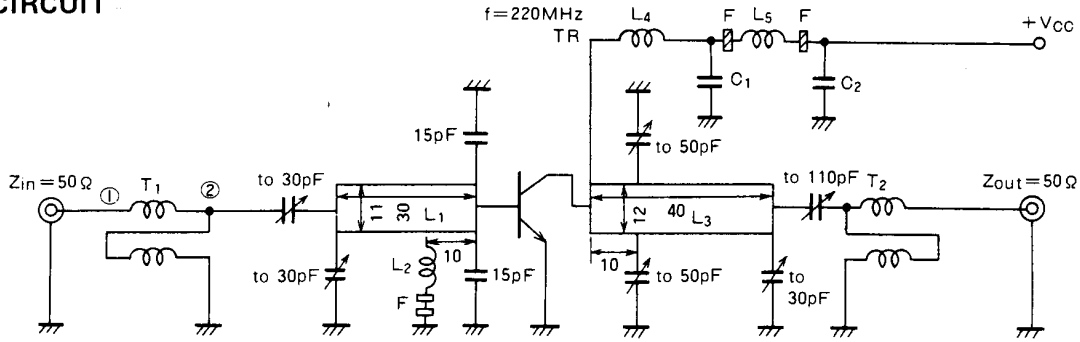 CIRCUIT
f=220MHz
TR
L4
F
L5
F
+VCC
C1
C2
15pF
to 50pF
Zin=50Ω
①
T1
②
to 30pF
11
30
L1
12
40
L3
to 110pF
T2
Zout=50Ω
10
10
to 30pF
L2
F
15pF
to 50pF
to
30pF